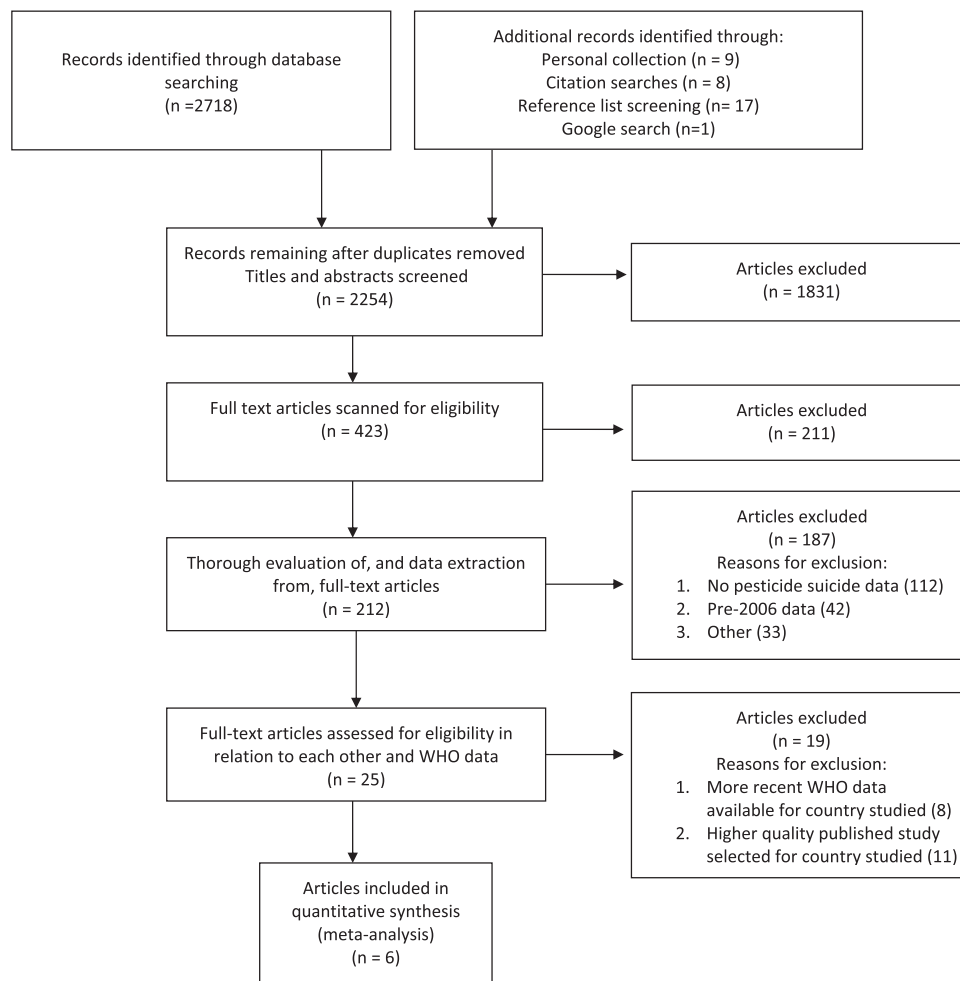 Records identified through database
searching
(n =2718)
Additional records identified through:
Personal collection (n = 9)
Citation searches (n = 8)
Reference list screening (n= 17)
Google search (n=1)
Records remaining after duplicates removed
Titles and abstracts screened
(n = 2254)
Articles excluded
(n = 1831)
Full text articles scanned for eligibility
(n = 423)
Articles excluded
(n = 211)
Thorough evaluation of, and data extraction
from, full-text articles
(n = 212)
Articles excluded
(n = 187)
Reasons for exclusion:
1. No pesticide suicide data (112)
2. Pre-2006 data (42)
3. Other (33)
Full-text articles assessed for eligibility in
relation to each other and WHO data
(n = 25)
Articles excluded
(n = 19)
Reasons for exclusion:
1. More recent WHO data
available for country studied (8)
2. Higher quality published study
selected for country studied (11)
Articles included in
quantitative synthesis
(meta-analysis)
(n = 6)